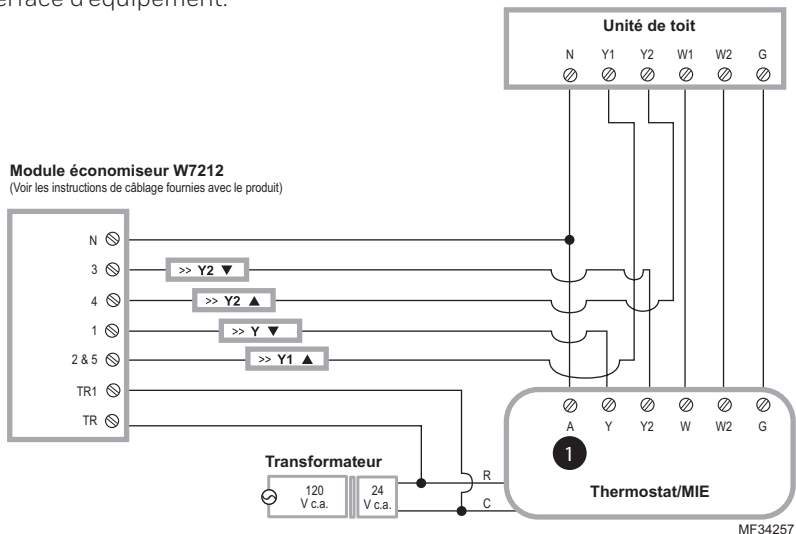 erface d'équipement.
Unité de toit
N Y1 Y2 W1 W2 G
Module économiseur W7212
(Voir les instructions de câblage fournies avec le produit)
N
3 >> Y2 ▼
4 >> Y2 ▲
1 >> Y ▼
2 & 5 >> Y1 ▲
TR1
TR
A Y Y2 W W2 G
1
Transformateur
120 V c.a.
24 V c.a.
R
C
Thermostat/MIE
MF34257